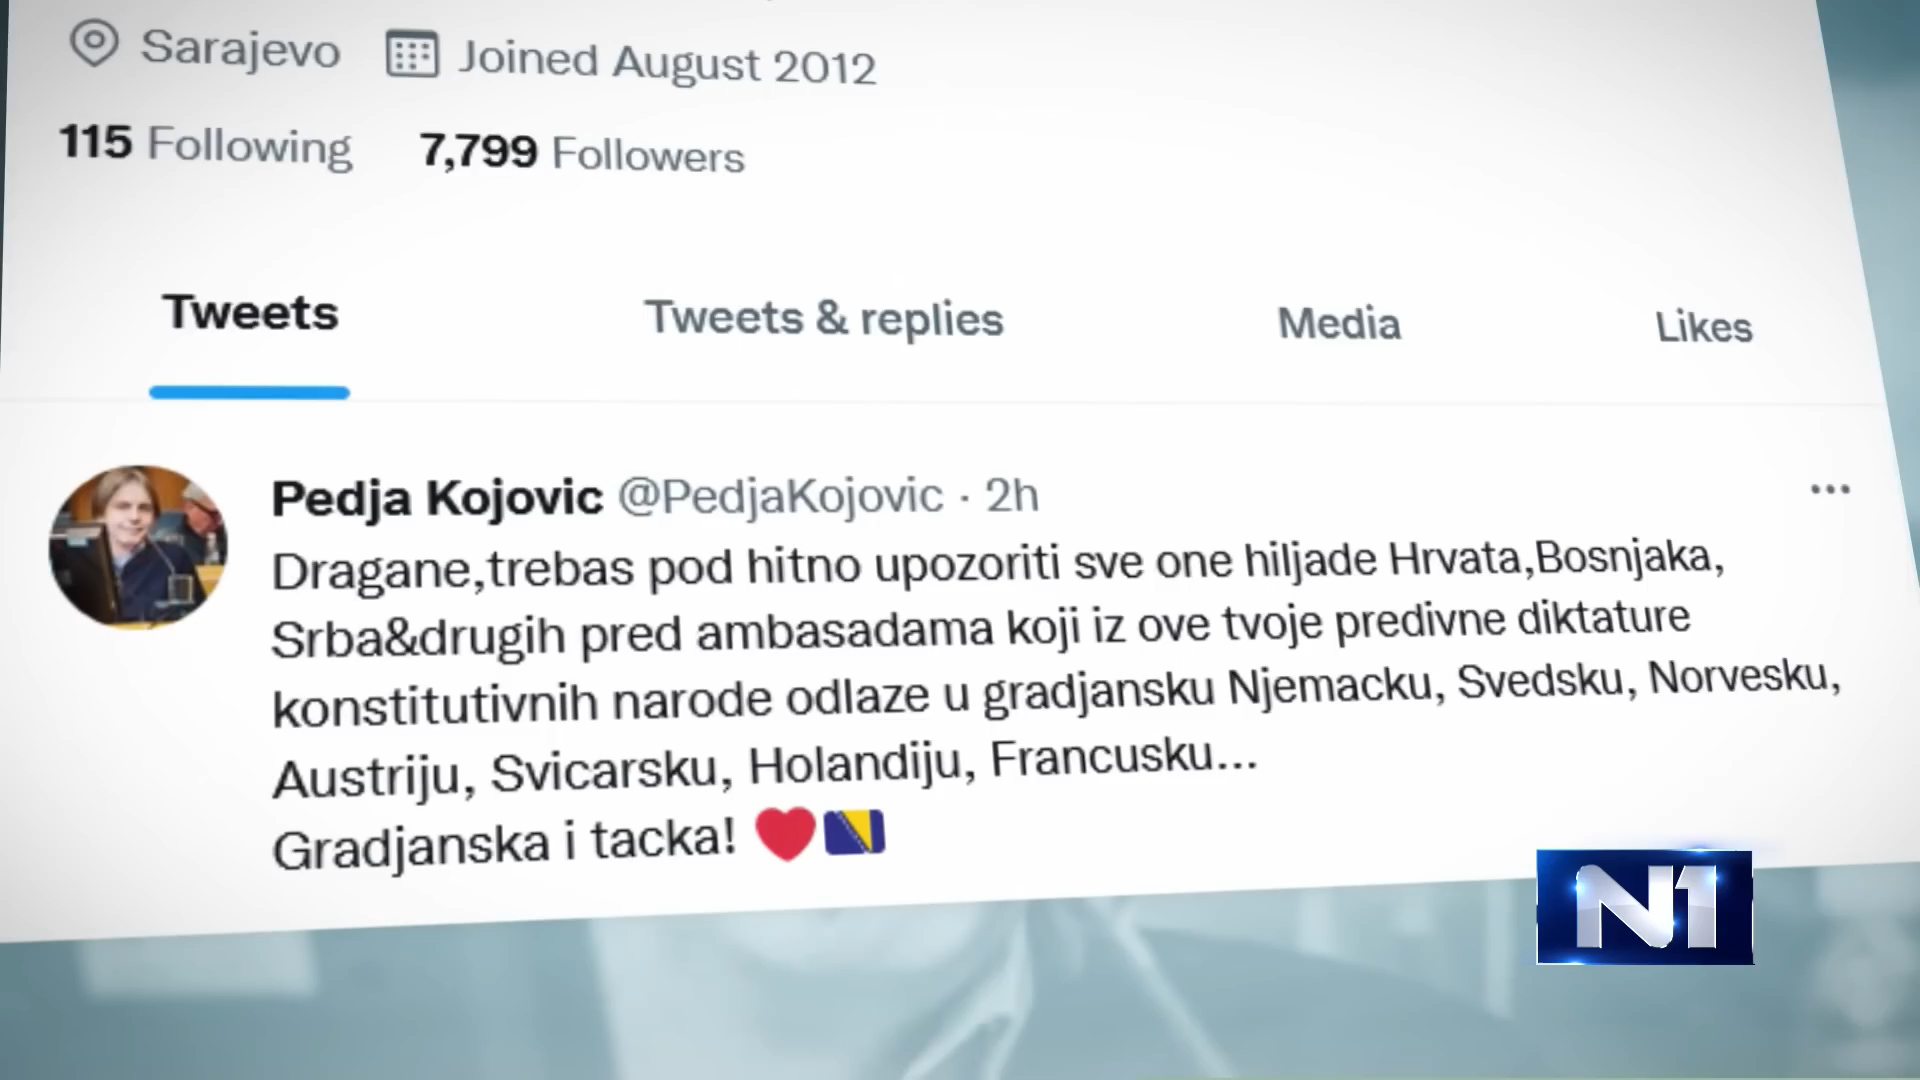 Sarajevo Joined August 2012
115 Following 7,799 Followers
Tweets Tweets & replies Media Likes
Pedja Kojovic @PedjaKojovic · 2h
Dragane,trebas pod hitno upozoriti sve one hiljade Hrvata,Bosnjaka,
Srba&drugih pred ambasadama koji iz ove tvoje predivne diktature
konstitutivnih narode odlaze u gradjansku Njemacku, Svedsku, Norvesku,
Austriju, Svicarsku, Holandiju, Francusku...
Gradjanska i tacka! ❤️🇧🇦
N1